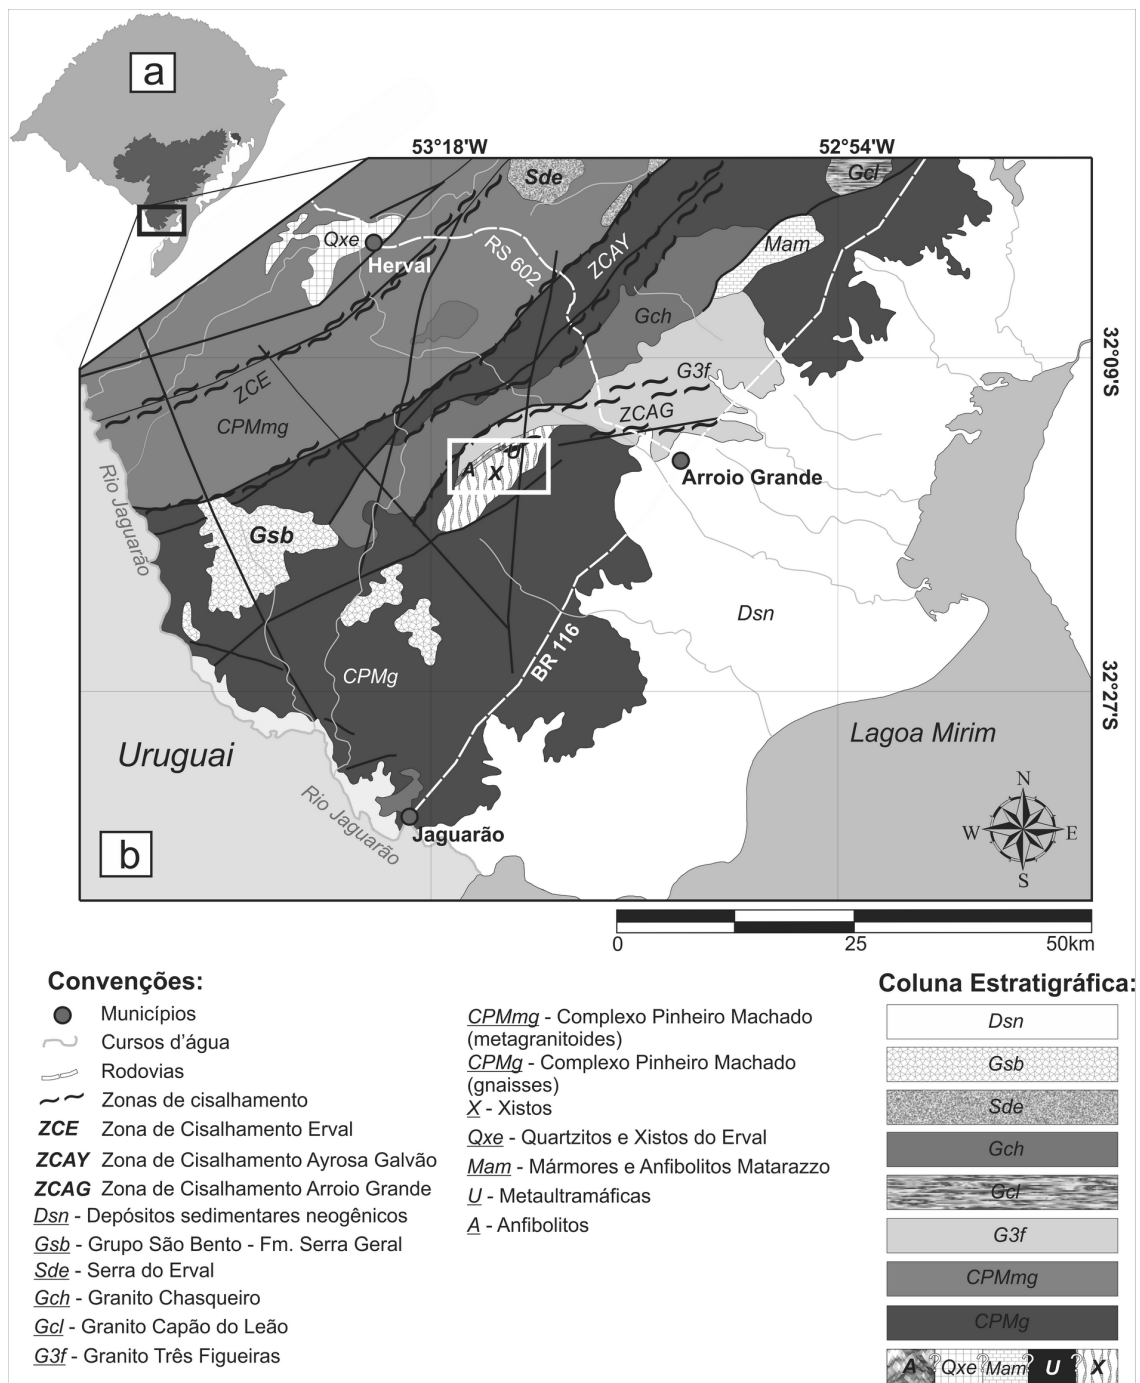 a
53°18'W
52°54'W
Sde
Gcl
Qxe
Herval
RS 602
ZCAY
Mam
Gch
32°09'S
G3f
ZCE
ZCAG
CPMmg
U
A
X
Arroio Grande
Rio Jaguarão
Gsb
Dsn
BR 116
CPMg
32°27'S
Uruguai
Lagoa Mirim
N
W
E
S
Rio Jaguarão
Jaguarão
b
0
25
50km
Convenções:
Municípios
Cursos d'água
Rodovias
Zonas de cisalhamento
ZCE Zona de Cisalhamento Erval
ZCAY Zona de Cisalhamento Ayrosa Galvão
ZCAG Zona de Cisalhamento Arroio Grande
Dsn - Depósitos sedimentares neogênicos
Gsb - Grupo São Bento - Fm. Serra Geral
Sde - Serra do Erval
Gch - Granito Chasqueiro
Gcl - Granito Capão do Leão
G3f - Granito Três Figueiras
CPMmg - Complexo Pinheiro Machado
(metagranitoides)
CPMg - Complexo Pinheiro Machado
(gnaisses)
X - Xistos
Qxe - Quartzitos e Xistos do Erval
Mam - Mármores e Anfibolitos Matarazzo
U - Metaultramáficas
A - Anfibolitos
Coluna Estratigráfica:
Dsn
Gsb
Sde
Gch
Gcl
G3f
CPMmg
CPMg
A ? Qxe ? Mam ? U ? X